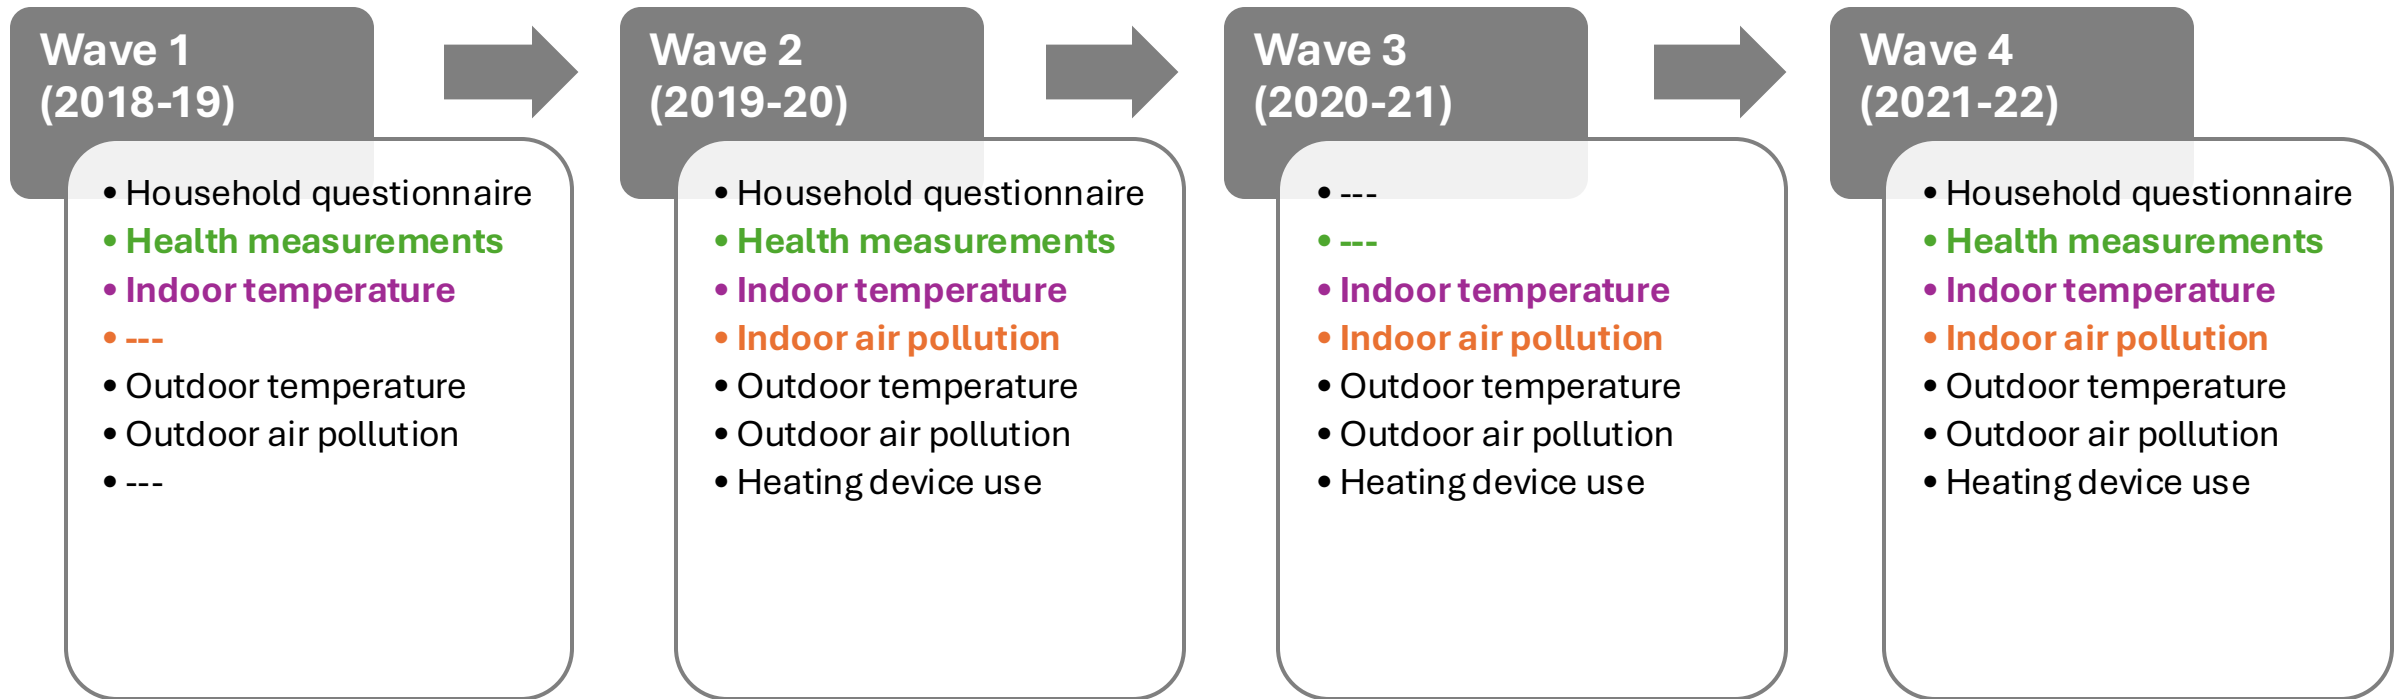 Wave 1
(2018-19)
• Household questionnaire
• Health measurements
• Indoor temperature
• ---
• Outdoor temperature
• Outdoor air pollution
• ---
Wave 2
(2019-20)
• Household questionnaire
• Health measurements
• Indoor temperature
• Indoor air pollution
• Outdoor temperature
• Outdoor air pollution
• Heating device use
Wave 3
(2020-21)
• ---
• ---
• Indoor temperature
• Indoor air pollution
• Outdoor temperature
• Outdoor air pollution
• Heating device use
Wave 4
(2021-22)
• Household questionnaire
• Health measurements
• Indoor temperature
• Indoor air pollution
• Outdoor temperature
• Outdoor air pollution
• Heating device use